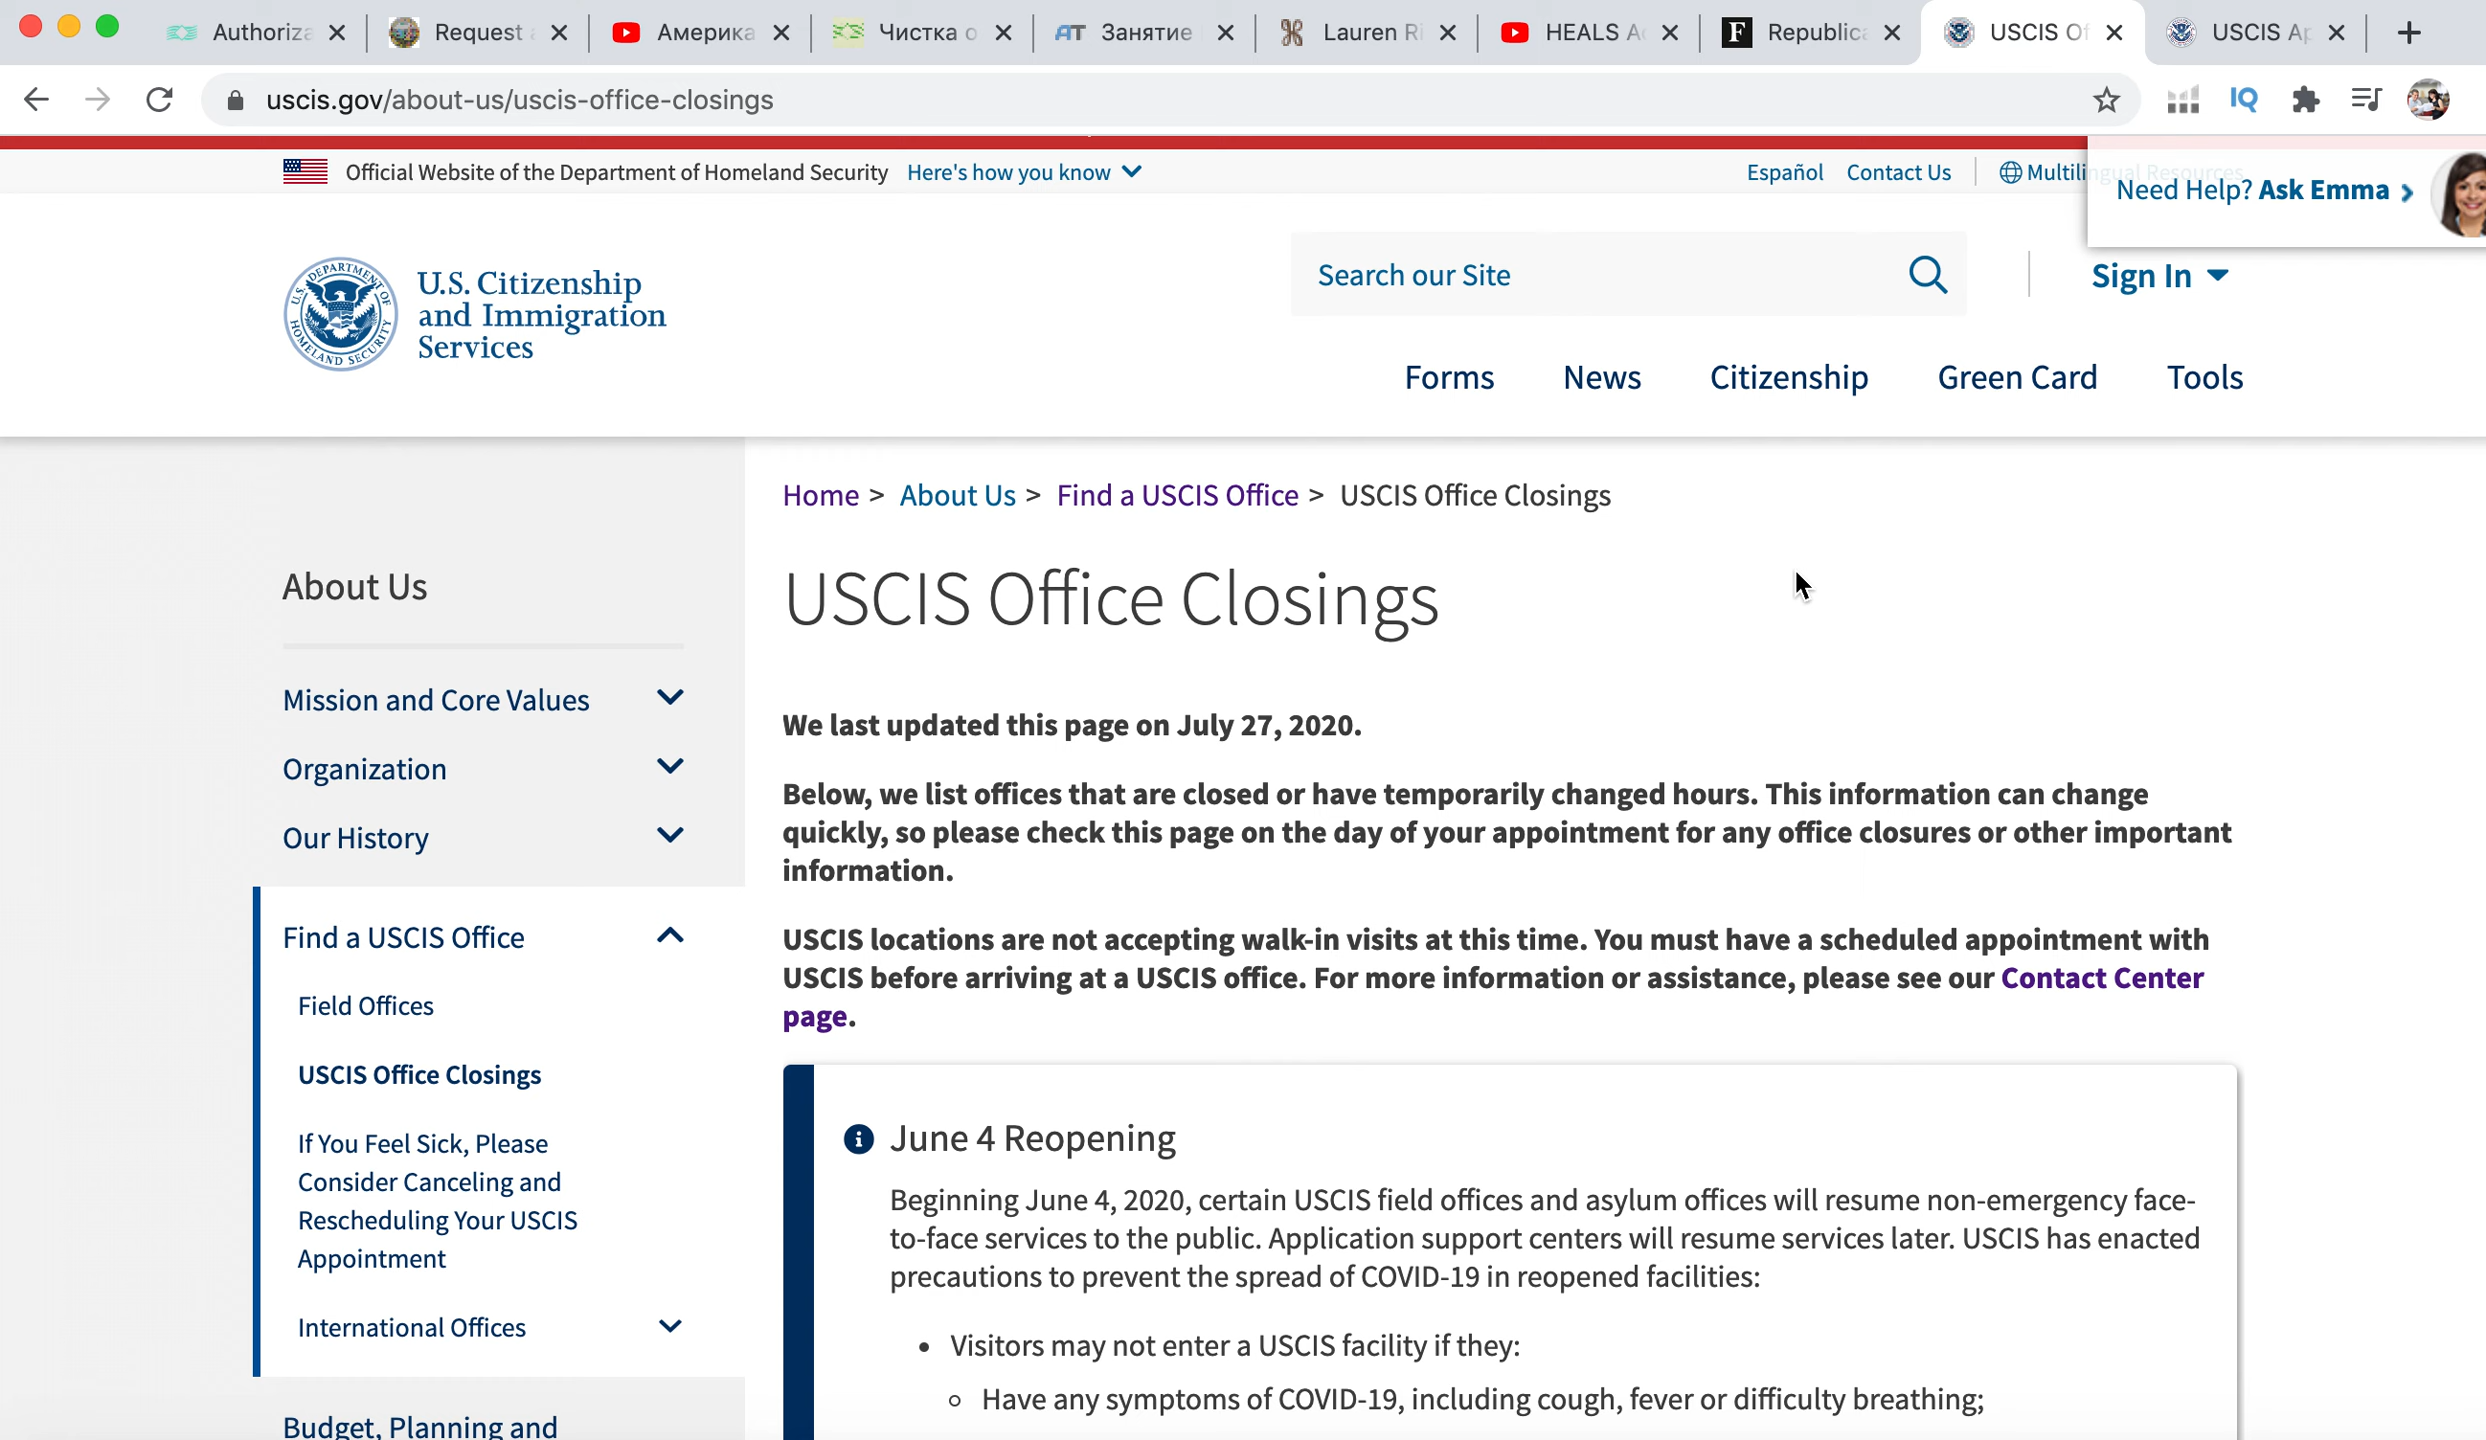 Authoriza
Request a
Америка
Чистка о
Занятие
Lauren Ri
HEALS A
Republica
USCIS Of
USCIS Ap
uscis.gov/about-us/uscis-office-closings
IQ
Official Website of the Department of Homeland Security Here's how you know
Español Contact Us Multilingual Resources
Need Help? Ask Emma
U.S. DEPARTMENT OF HOMELAND SECURITY
U.S. Citizenship
and Immigration
Services
Search our Site
Sign In
Forms News Citizenship Green Card Tools
Home > About Us > Find a USCIS Office > USCIS Office Closings
About Us
Mission and Core Values
Organization
Our History
Find a USCIS Office
Field Offices
USCIS Office Closings
If You Feel Sick, Please
Consider Canceling and
Rescheduling Your USCIS
Appointment
International Offices
Budget, Planning and
USCIS Office Closings
We last updated this page on July 27, 2020.
Below, we list offices that are closed or have temporarily changed hours. This information can change
quickly, so please check this page on the day of your appointment for any office closures or other important
information.
USCIS locations are not accepting walk-in visits at this time. You must have a scheduled appointment with
USCIS before arriving at a USCIS office. For more information or assistance, please see our Contact Center
page.
June 4 Reopening
Beginning June 4, 2020, certain USCIS field offices and asylum offices will resume non-emergency face-
to-face services to the public. Application support centers will resume services later. USCIS has enacted
precautions to prevent the spread of COVID-19 in reopened facilities:
• Visitors may not enter a USCIS facility if they:
○ Have any symptoms of COVID-19, including cough, fever or difficulty breathing;